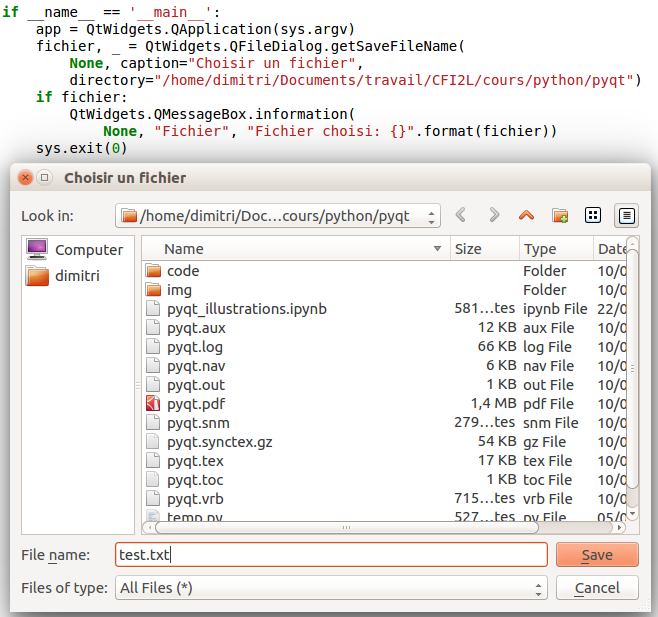 if __name__ == '__main__':
    app = QtWidgets.QApplication(sys.argv)
    fichier, _ = QtWidgets.QFileDialog.getSaveFileName(
        None, caption="Choisir un fichier",
        directory="/home/dimitri/Documents/travail/CFI2L/cours/python/pyqt")
    if fichier:
        QtWidgets.QMessageBox.information(
            None, "Fichier", "Fichier choisi: {}".format(fichier))
    sys.exit(0)
Choisir un fichier
Look in: /home/dimitri/Doc...cours/python/pyqt
Computer
dimitri
Name Size Type Date
code Folder 10/0
img Folder 10/0
pyqt_illustrations.ipynb 581...tes ipynb File 22/0
pyqt.aux 12 KB aux File 10/0
pyqt.log 66 KB log File 10/0
pyqt.nav 6 KB nav File 10/0
pyqt.out 1 KB out File 10/0
pyqt.pdf 1,4 MB pdf File 10/0
pyqt.snm 279...tes snm File 10/0
pyqt.synctex.gz 54 KB gz File 10/0
pyqt.tex 17 KB tex File 10/0
pyqt.toc 1 KB toc File 10/0
pyqt.vrb 715...tes vrb File 10/0
temp.py 527...tes py File 05/0
File name: test.txt Save
Files of type: All Files (*) Cancel